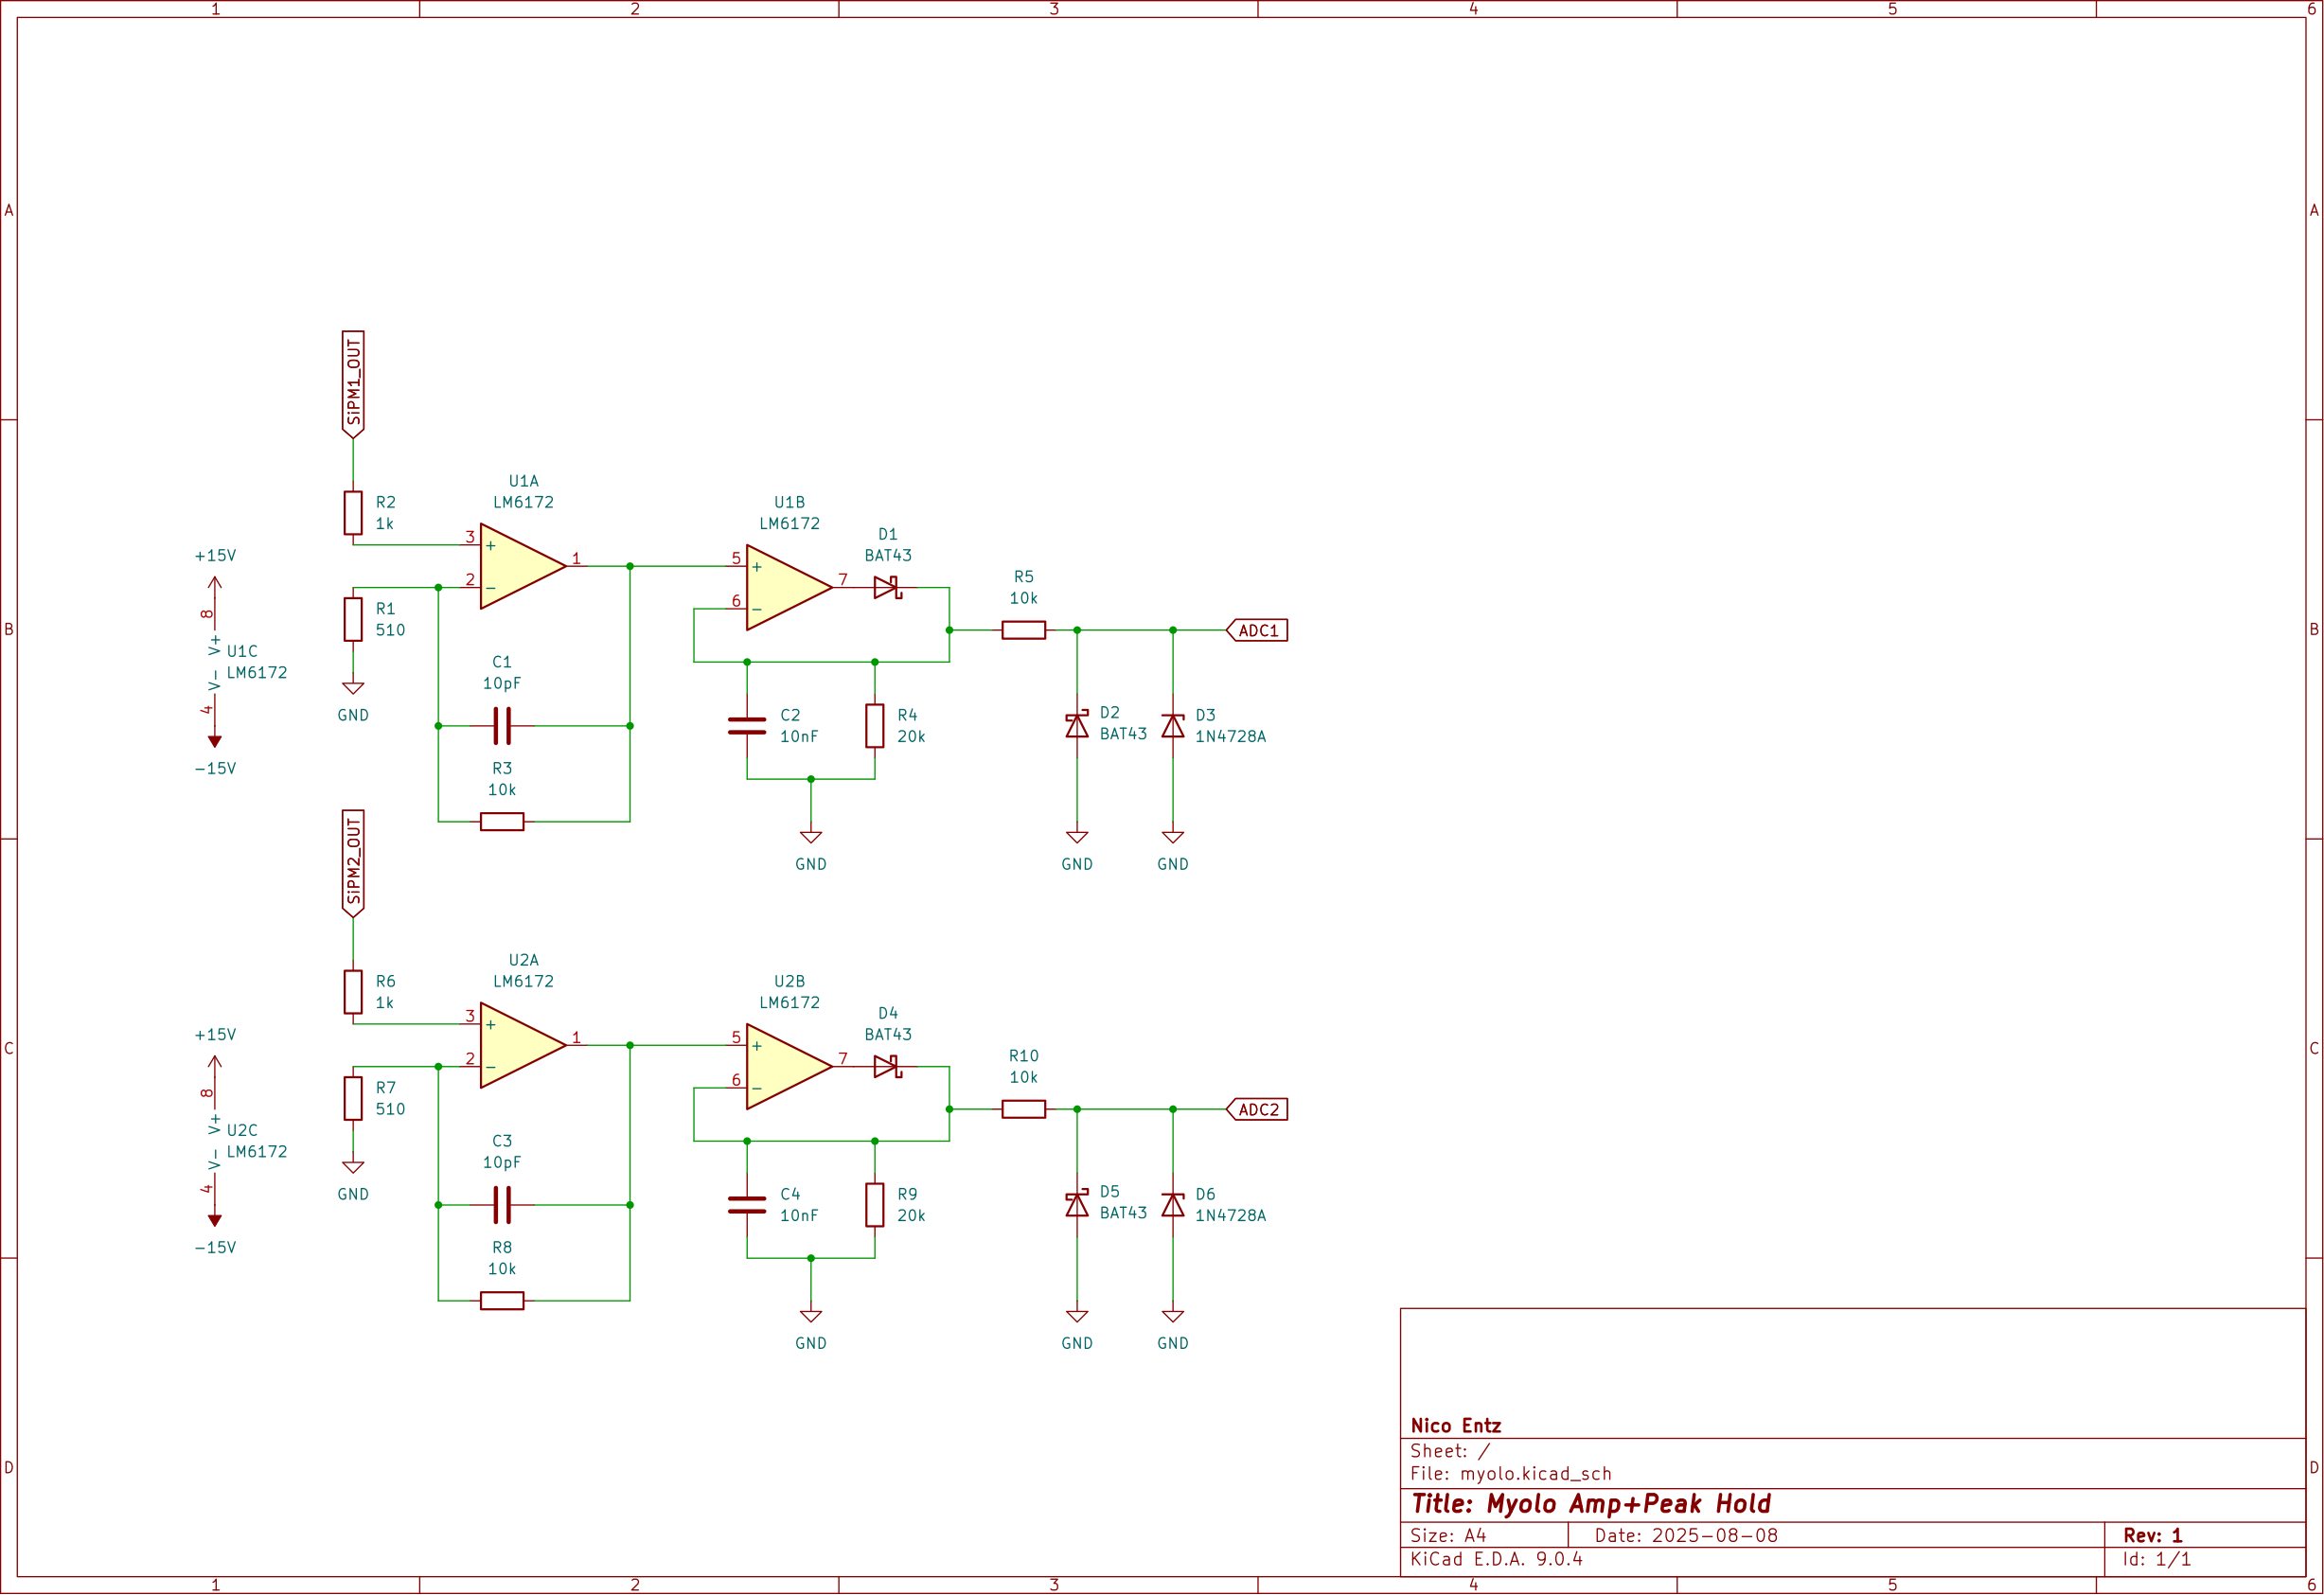 1 2 3 4 5 6
A A
SiPM1_OUT
B B
R2
1k
U1A
LM6172
3
+
2
−
1
R1
510
GND
+15V
8
V+
U1C
LM6172
V−
4
−15V
C1
10pF
R3
10k
U1B
LM6172
5
+
6
−
7
D1
BAT43
C2
10nF
R4
20k
GND
R5
10k
ADC1
D2
BAT43
D3
1N4728A
GND
GND
SiPM2_OUT
C C
R6
1k
U2A
LM6172
3
+
2
−
1
R7
510
GND
+15V
8
V+
U2C
LM6172
V−
4
−15V
C3
10pF
R8
10k
U2B
LM6172
5
+
6
−
7
D4
BAT43
C4
10nF
R9
20k
GND
R10
10k
ADC2
D5
BAT43
D6
1N4728A
GND
GND
D D
Nico Entz
Sheet: /
File: myolo.kicad_sch
Title: Myolo Amp+Peak Hold
Size: A4 Date: 2025-08-08 Rev: 1
KiCad E.D.A. 9.0.4 Id: 1/1
1 2 3 4 5 6